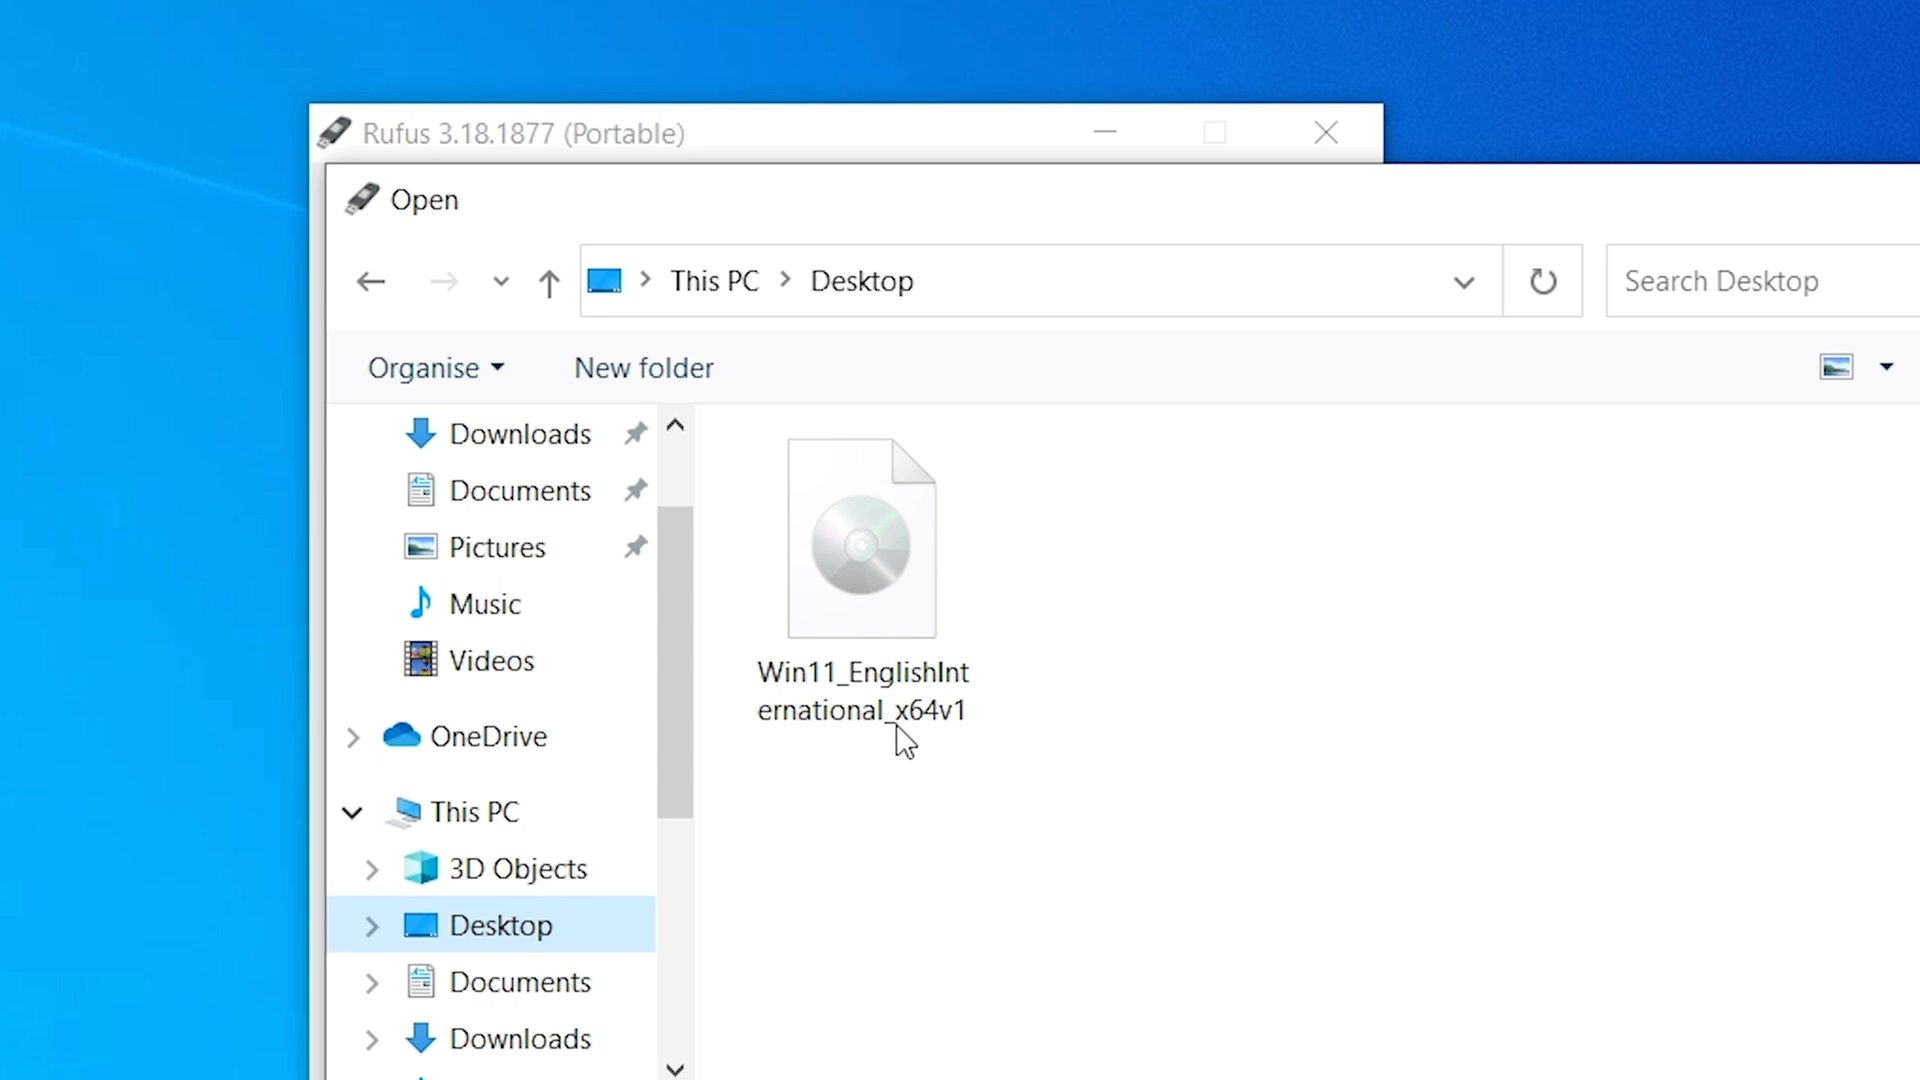 Rufus 3.18.1877 (Portable)
Open
This PC
Desktop
Search Desktop
Organise
New folder
Downloads
Documents
Pictures
Music
Videos
OneDrive
This PC
3D Objects
Desktop
Documents
Downloads
Win11_EnglishInt
ernational_x64v1